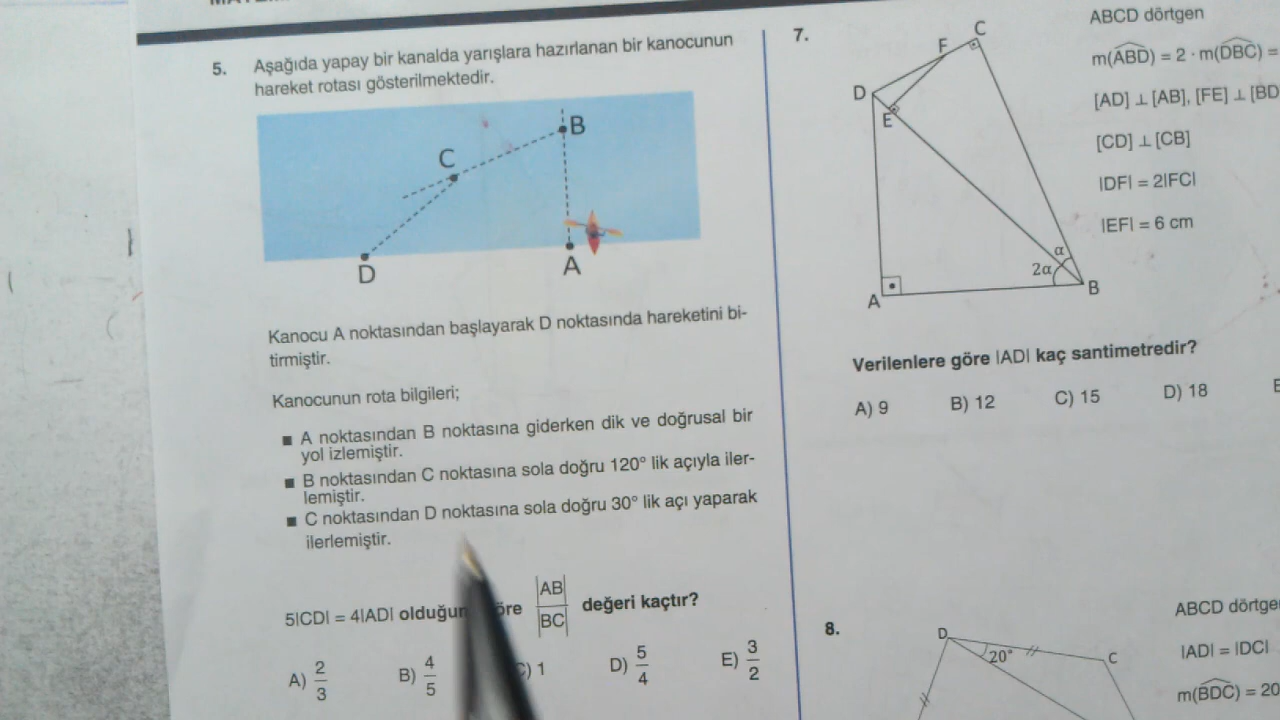 5.
Aşağıda yapay bir kanalda yarışlara hazırlanan bir kanocunun
hareket rotası gösterilmektedir.
B
C
D
A
Kanocu A noktasından başlayarak D noktasında hareketini bi-
tirmiştir.
Kanocunun rota bilgileri;
■ A noktasından B noktasına giderken dik ve doğrusal bir
yol izlemiştir.
■ B noktasından C noktasına sola doğru 120° lik açıyla iler-
lemiştir.
■ C noktasından D noktasına sola doğru 30° lik açı yaparak
ilerlemiştir.
5|CD| = 4|AD| olduğun öre |AB| / |BC| değeri kaçtır?
A) 2/3 B) 4/5 C) 1 D) 5/4 E) 3/2
7.
C
F
D
E
α
2α
A
B
ABCD dörtgen
m(ABD) = 2 · m(DBC) =
[AD] ⊥ [AB], [FE] ⊥ [BD
[CD] ⊥ [CB]
|DF| = 2|FC|
|EF| = 6 cm
Verilenlere göre |AD| kaç santimetredir?
A) 9 B) 12 C) 15 D) 18 E
8.
D
20°
C
ABCD dörtge
|AD| = |DC|
m(BDC) = 20